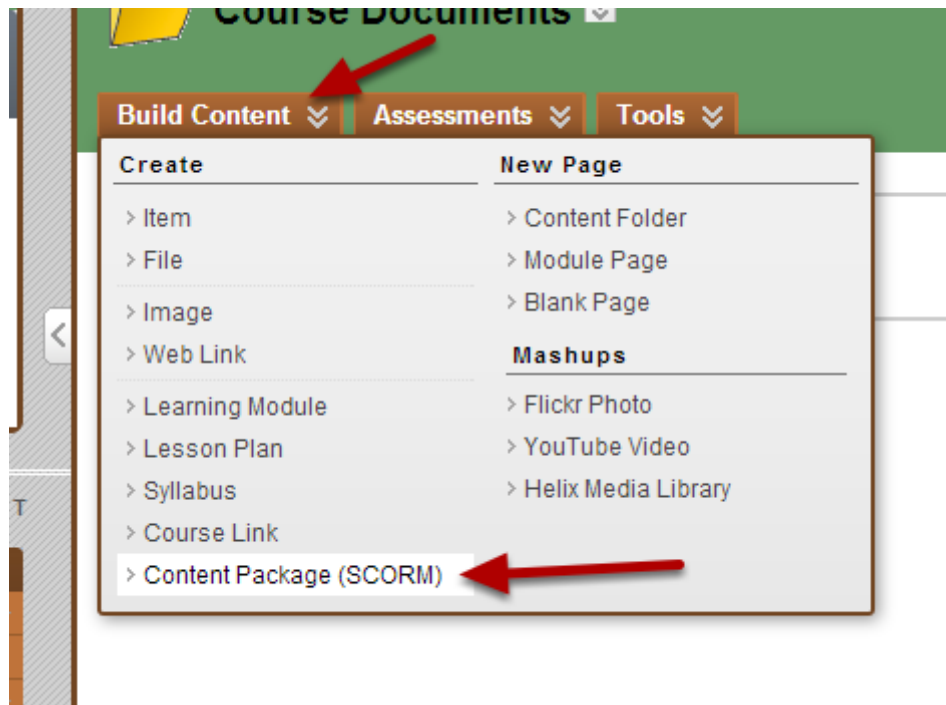 Course Documents
Build Content
Assessments
Tools
Create
> Item
> File
> Image
> Web Link
> Learning Module
> Lesson Plan
> Syllabus
> Course Link
> Content Package (SCORM)
New Page
> Content Folder
> Module Page
> Blank Page
Mashups
> Flickr Photo
> YouTube Video
> Helix Media Library
T